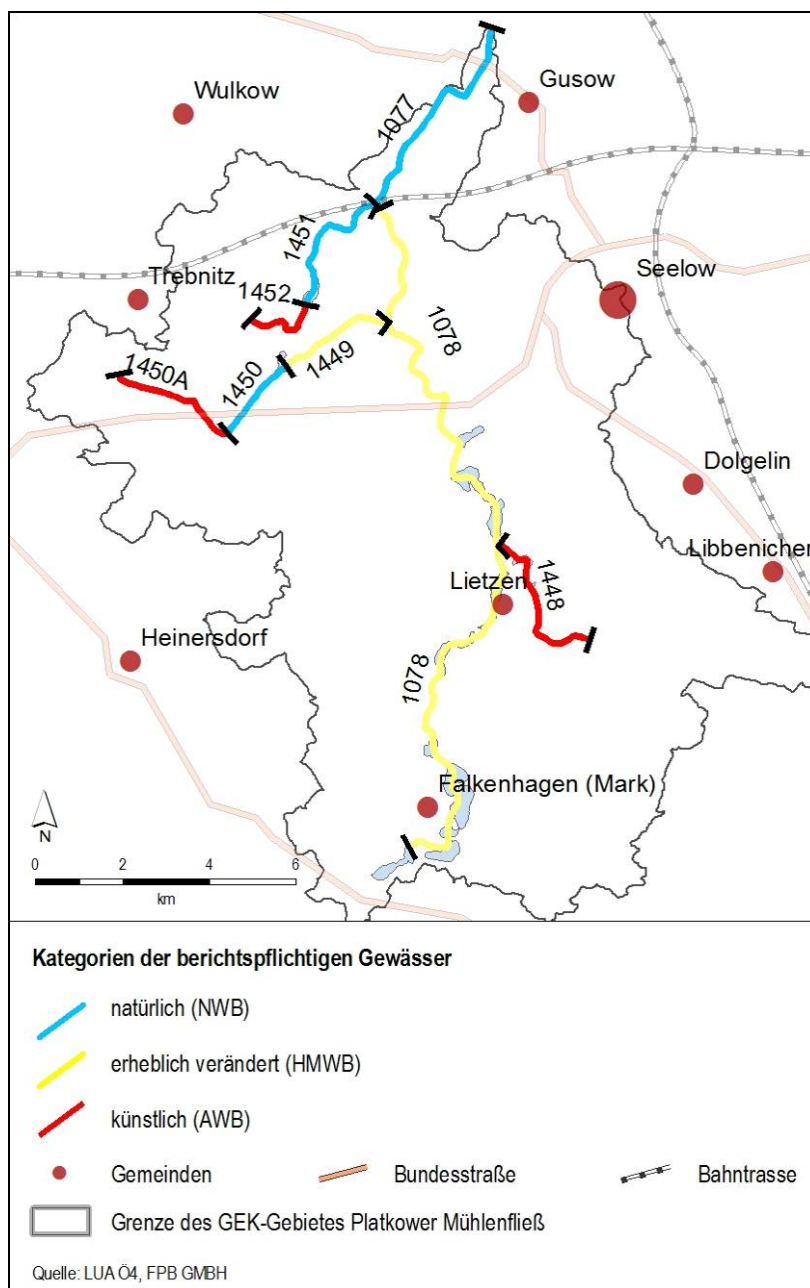 Wulkow
Gusow
1077
1451
Trebnitz
1452
Seelow
1450A
1450
1449
1078
Dolgelin
Libbenichen
Lietzen
1448
Heinersdorf
1078
Falkenhagen (Mark)
N
0 2 4 6
km
Kategorien der berichtspflichtigen Gewässer
natürlich (NWB)
erheblich verändert (HMWB)
künstlich (AWB)
Gemeinden Bundesstraße Bahntrasse
Grenze des GEK-Gebietes Platkower Mühlenfließ
Quelle: LUA Ö4, FPB GMBH